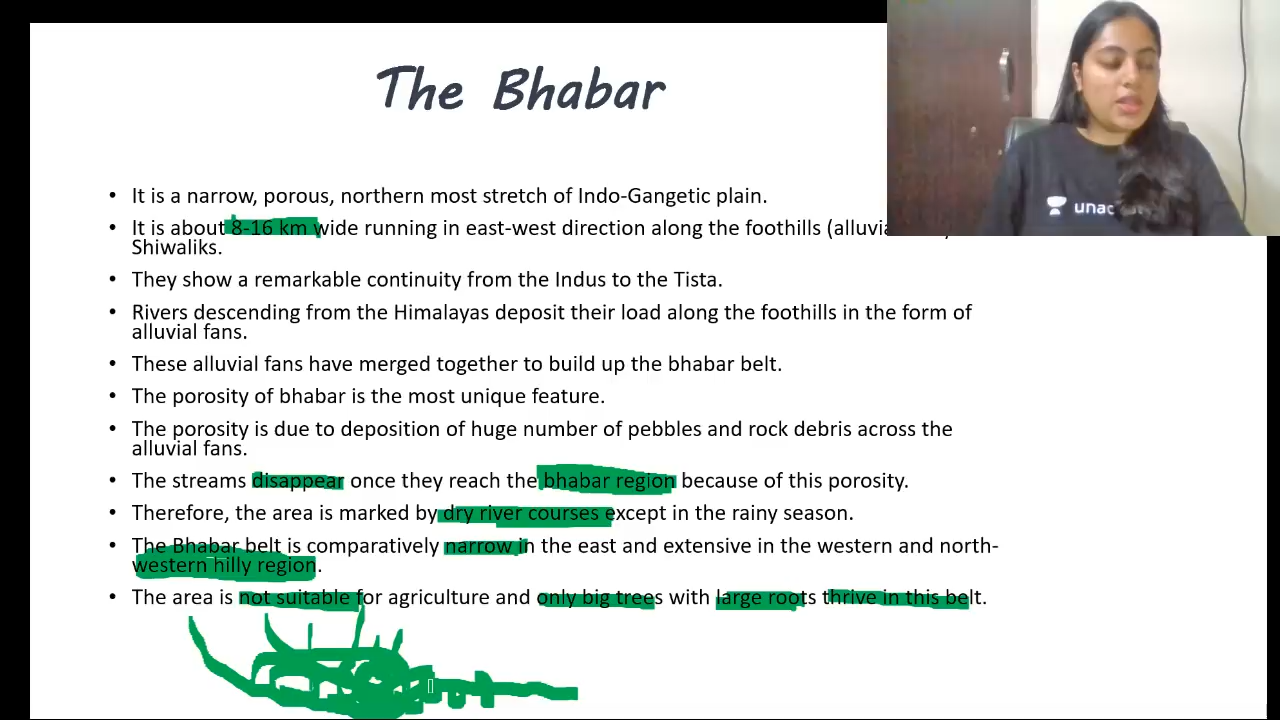 The Bhabar
• It is a narrow, porous, northern most stretch of Indo-Gangetic plain.
• It is about 8-16 km wide running in east-west direction along the foothills
Shiwaliks.
• They show a remarkable continuity from the Indus to the Tista.
• Rivers descending from the Himalayas deposit their load along the foothills in the form of
alluvial fans.
• These alluvial fans have merged together to build up the bhabar belt.
• The porosity of bhabar is the most unique feature.
• The porosity is due to deposition of huge number of pebbles and rock debris across the
alluvial fans.
• The streams disappear once they reach the bhabar region because of this porosity.
• Therefore, the area is marked by dry river courses except in the rainy season.
• The Bhabar belt is comparatively narrow in the east and extensive in the western and north-
western hilly region.
• The area is not suitable for agriculture and only big trees with large roots thrive in this belt.